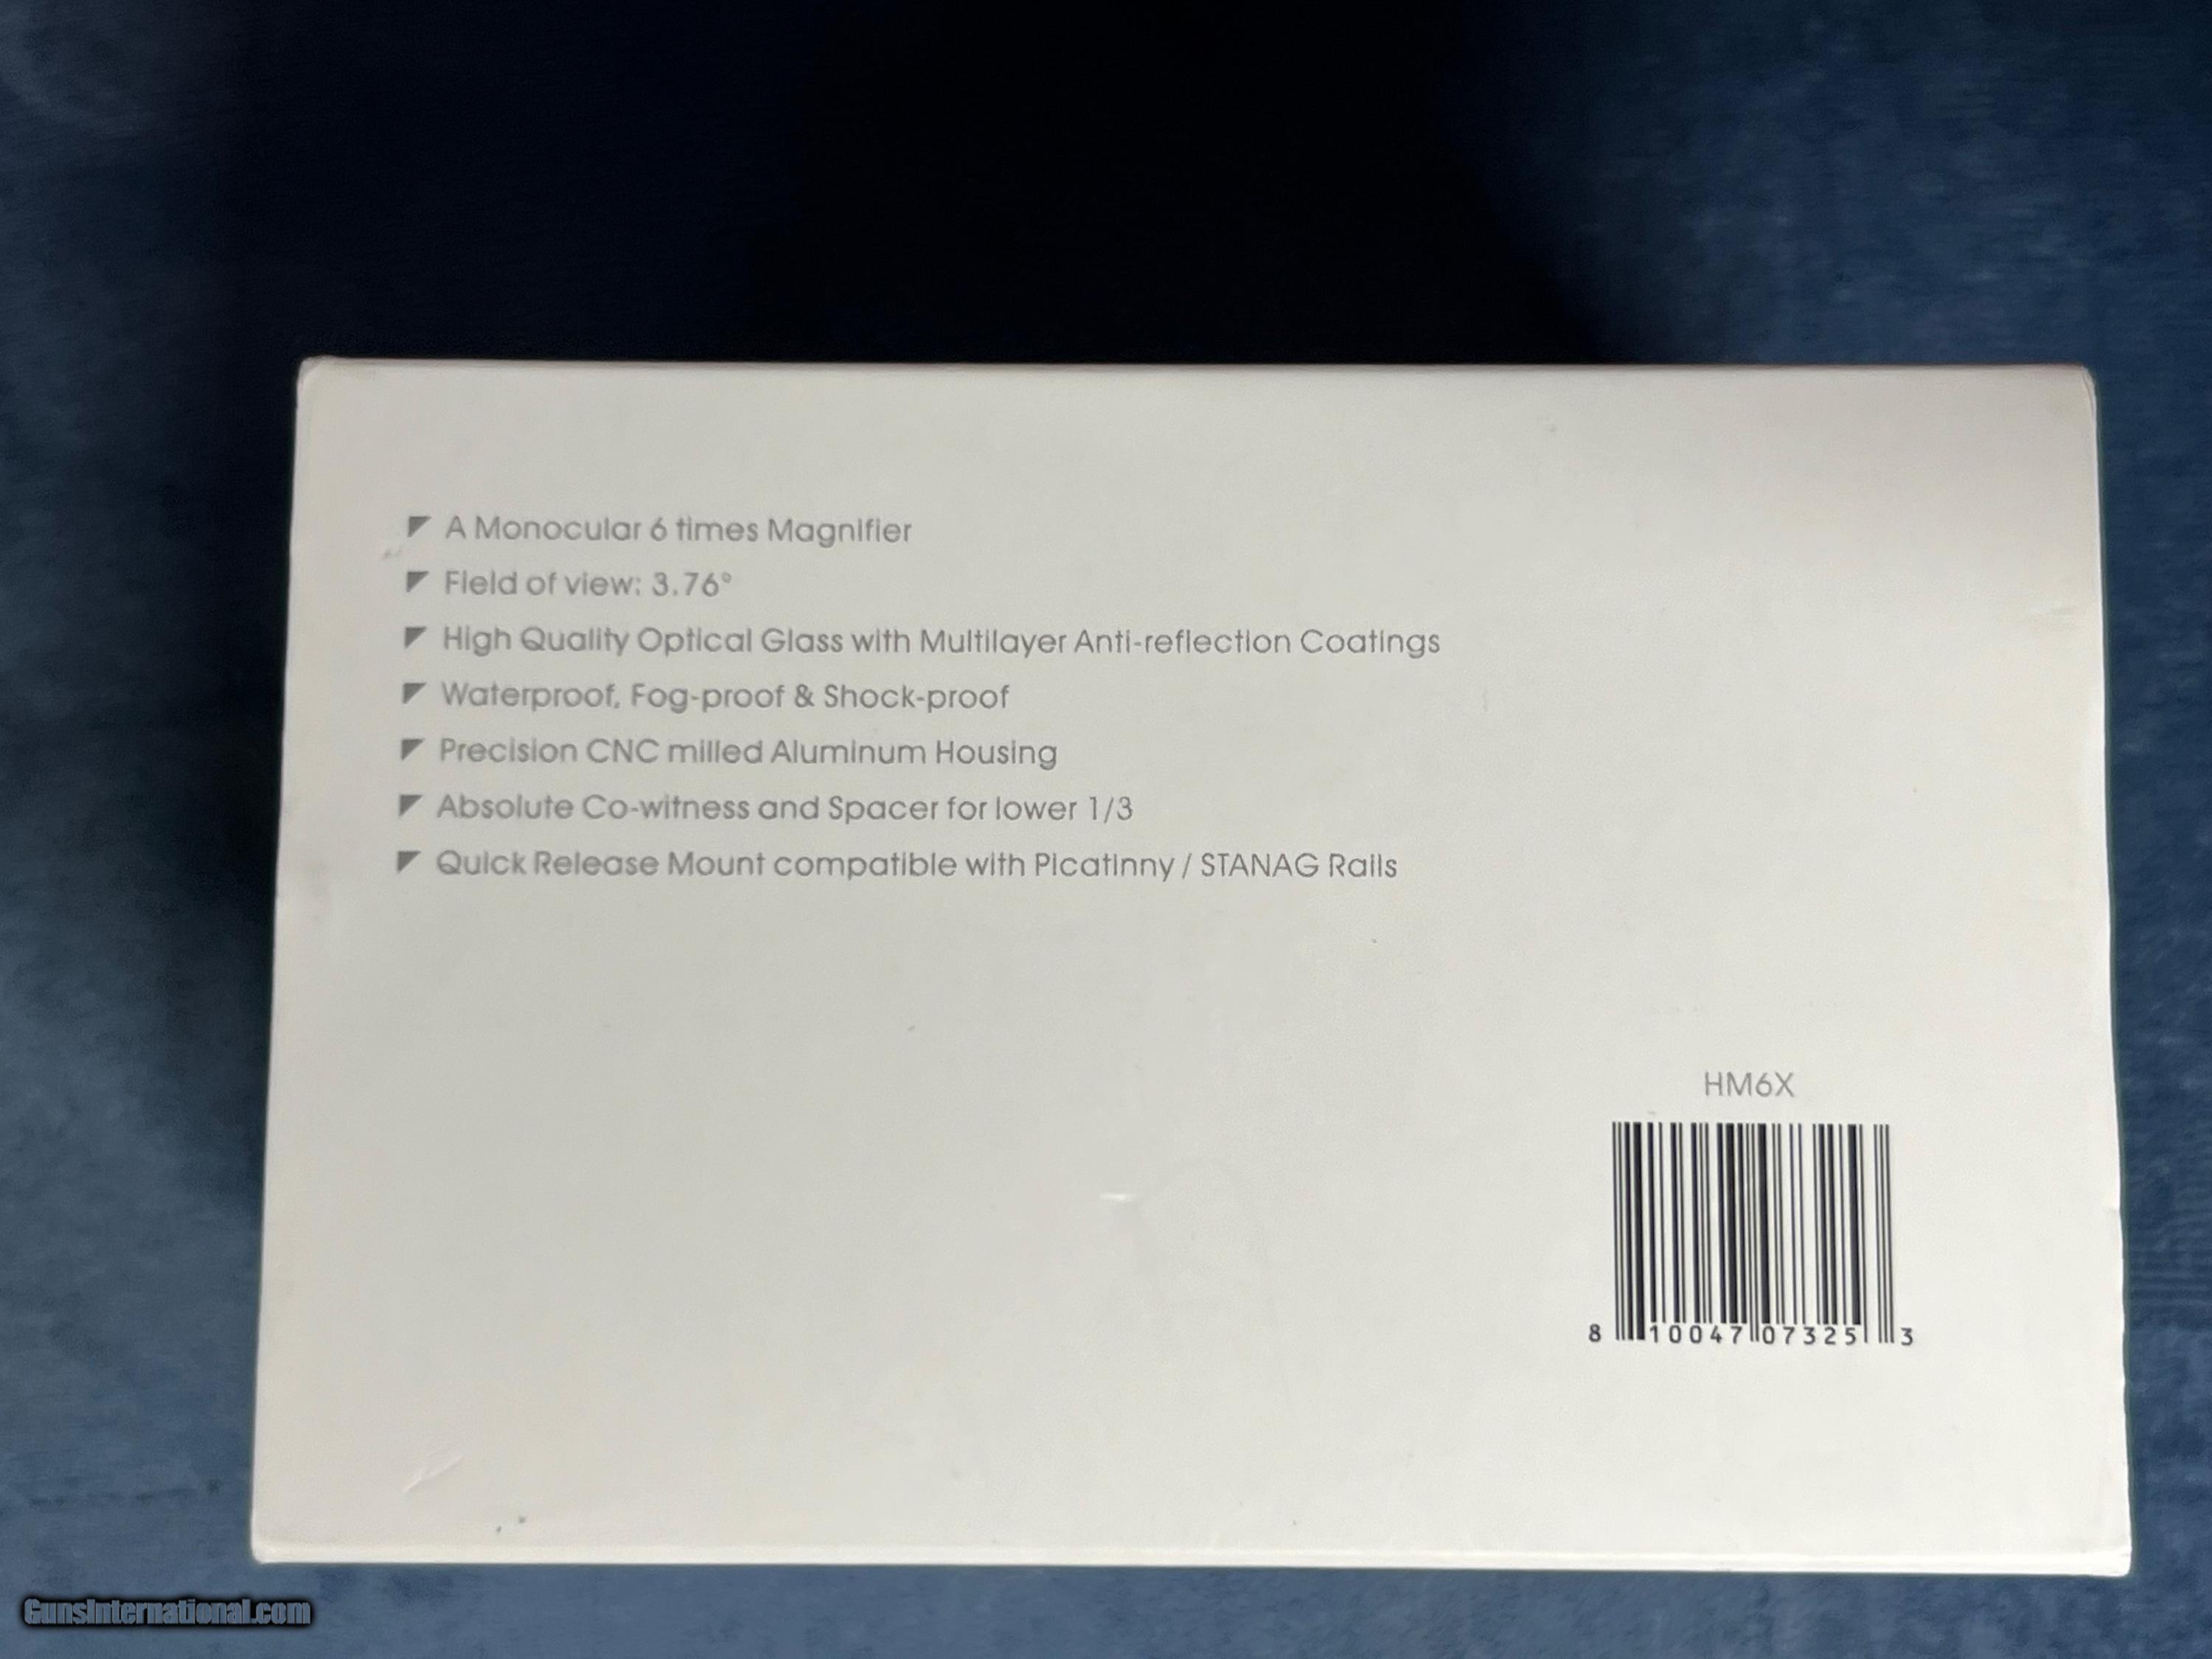 A Monocular 6 times Magnifier
Field of view: 3.76°
High Quality Optical Glass with Multilayer Anti-reflection Coatings
Waterproof, Fog-proof & Shock-proof
Precision CNC milled Aluminum Housing
Absolute Co-witness and Spacer for lower 1/3
Quick Release Mount compatible with Picatinny / STANAG Rails
HM6X
8 10047 07325 3
GunsInternational.com